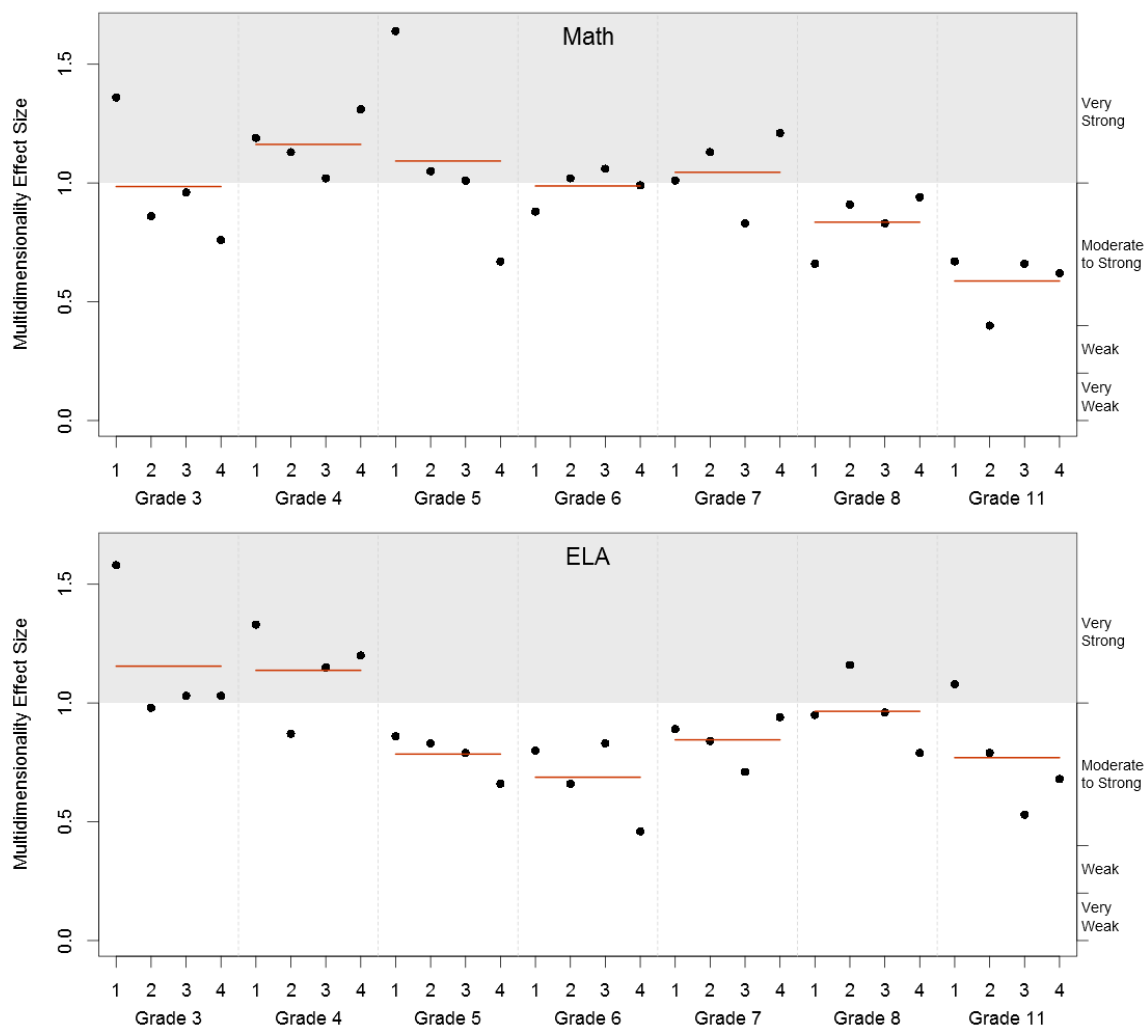 Math
Multidimensionality Effect Size
1.5
1.0
0.5
0.0
Very
Strong
Moderate
to Strong
Weak
Very
Weak
1 2 3 4 1 2 3 4 1 2 3 4 1 2 3 4 1 2 3 4 1 2 3 4 1 2 3 4
Grade 3 Grade 4 Grade 5 Grade 6 Grade 7 Grade 8 Grade 11
ELA
Multidimensionality Effect Size
1.5
1.0
0.5
0.0
Very
Strong
Moderate
to Strong
Weak
Very
Weak
1 2 3 4 1 2 3 4 1 2 3 4 1 2 3 4 1 2 3 4 1 2 3 4 1 2 3 4
Grade 3 Grade 4 Grade 5 Grade 6 Grade 7 Grade 8 Grade 11